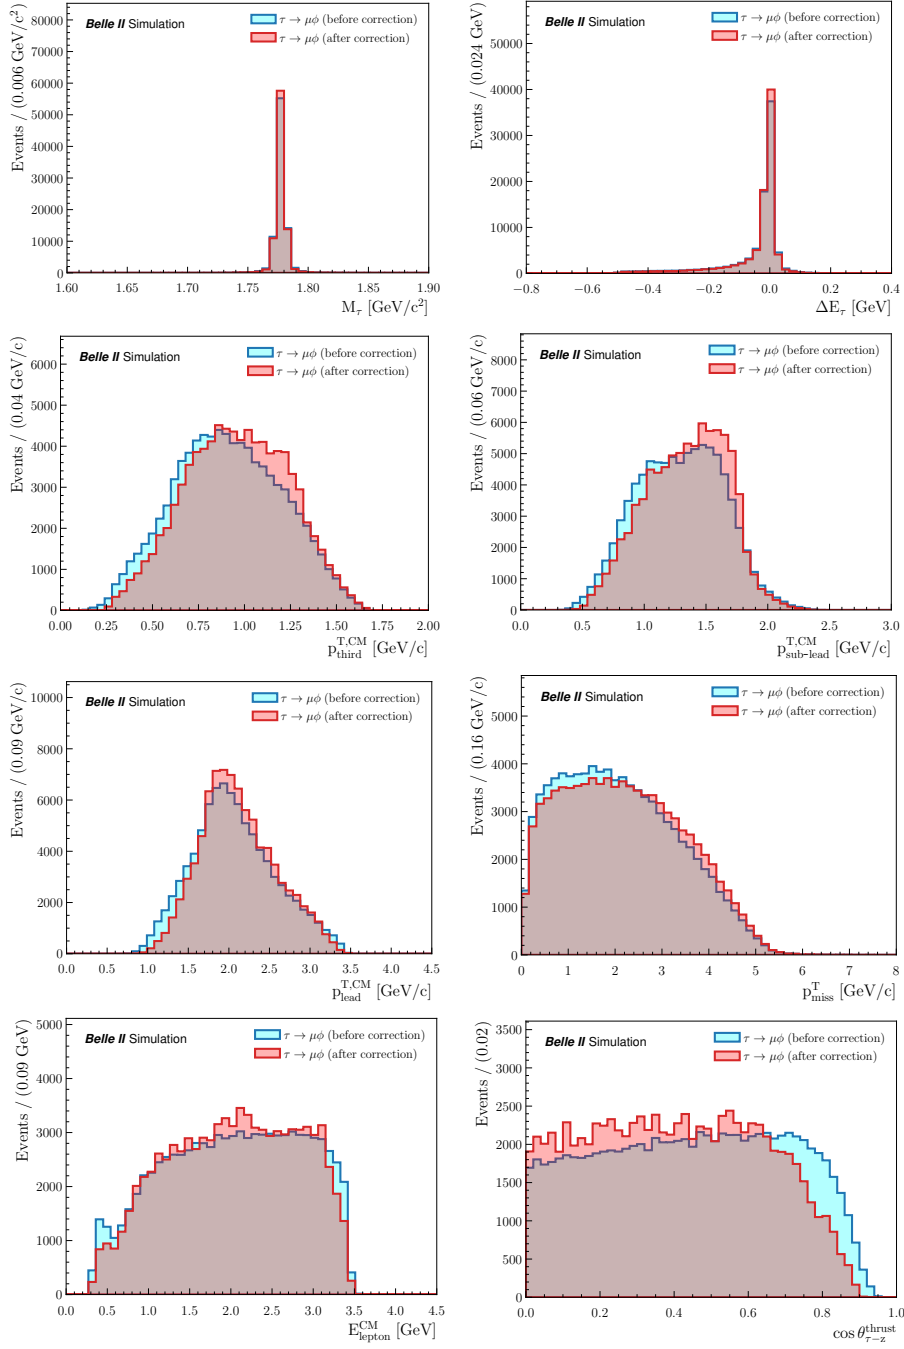 Events / (0.006 GeV/c²)
80000
70000
60000
50000
40000
30000
20000
10000
0
Belle II Simulation
τ → μϕ (before correction)
τ → μϕ (after correction)
1.60 1.65 1.70 1.75 1.80 1.85 1.90
M_τ [GeV/c²]
Events / (0.024 GeV)
50000
40000
30000
20000
10000
0
Belle II Simulation
τ → μϕ (before correction)
τ → μϕ (after correction)
−0.8 −0.6 −0.4 −0.2 0.0 0.2 0.4
ΔE_τ [GeV]
Events / (0.04 GeV/c)
6000
5000
4000
3000
2000
1000
0
Belle II Simulation
τ → μϕ (before correction)
τ → μϕ (after correction)
0.00 0.25 0.50 0.75 1.00 1.25 1.50 1.75 2.00
p_third^T,CM [GeV/c]
Events / (0.06 GeV/c)
8000
7000
6000
5000
4000
3000
2000
1000
0
Belle II Simulation
τ → μϕ (before correction)
τ → μϕ (after correction)
0.0 0.5 1.0 1.5 2.0 2.5 3.0
p_sub-lead^T,CM [GeV/c]
Events / (0.09 GeV/c)
10000
8000
6000
4000
2000
0
Belle II Simulation
τ → μϕ (before correction)
τ → μϕ (after correction)
0.0 0.5 1.0 1.5 2.0 2.5 3.0 3.5 4.0 4.5
p_lead^T,CM [GeV/c]
Events / (0.16 GeV/c)
5000
4000
3000
2000
1000
0
Belle II Simulation
τ → μϕ (before correction)
τ → μϕ (after correction)
0 1 2 3 4 5 6 7 8
p_miss^T [GeV/c]
Events / (0.09 GeV)
5000
4000
3000
2000
1000
0
Belle II Simulation
τ → μϕ (before correction)
τ → μϕ (after correction)
0.0 0.5 1.0 1.5 2.0 2.5 3.0 3.5 4.0 4.5
E_lepton^CM [GeV]
Events / (0.02)
3500
3000
2500
2000
1500
1000
500
0
Belle II Simulation
τ → μϕ (before correction)
τ → μϕ (after correction)
0.0 0.2 0.4 0.6 0.8 1.0
cos θ_τ−z^thrust